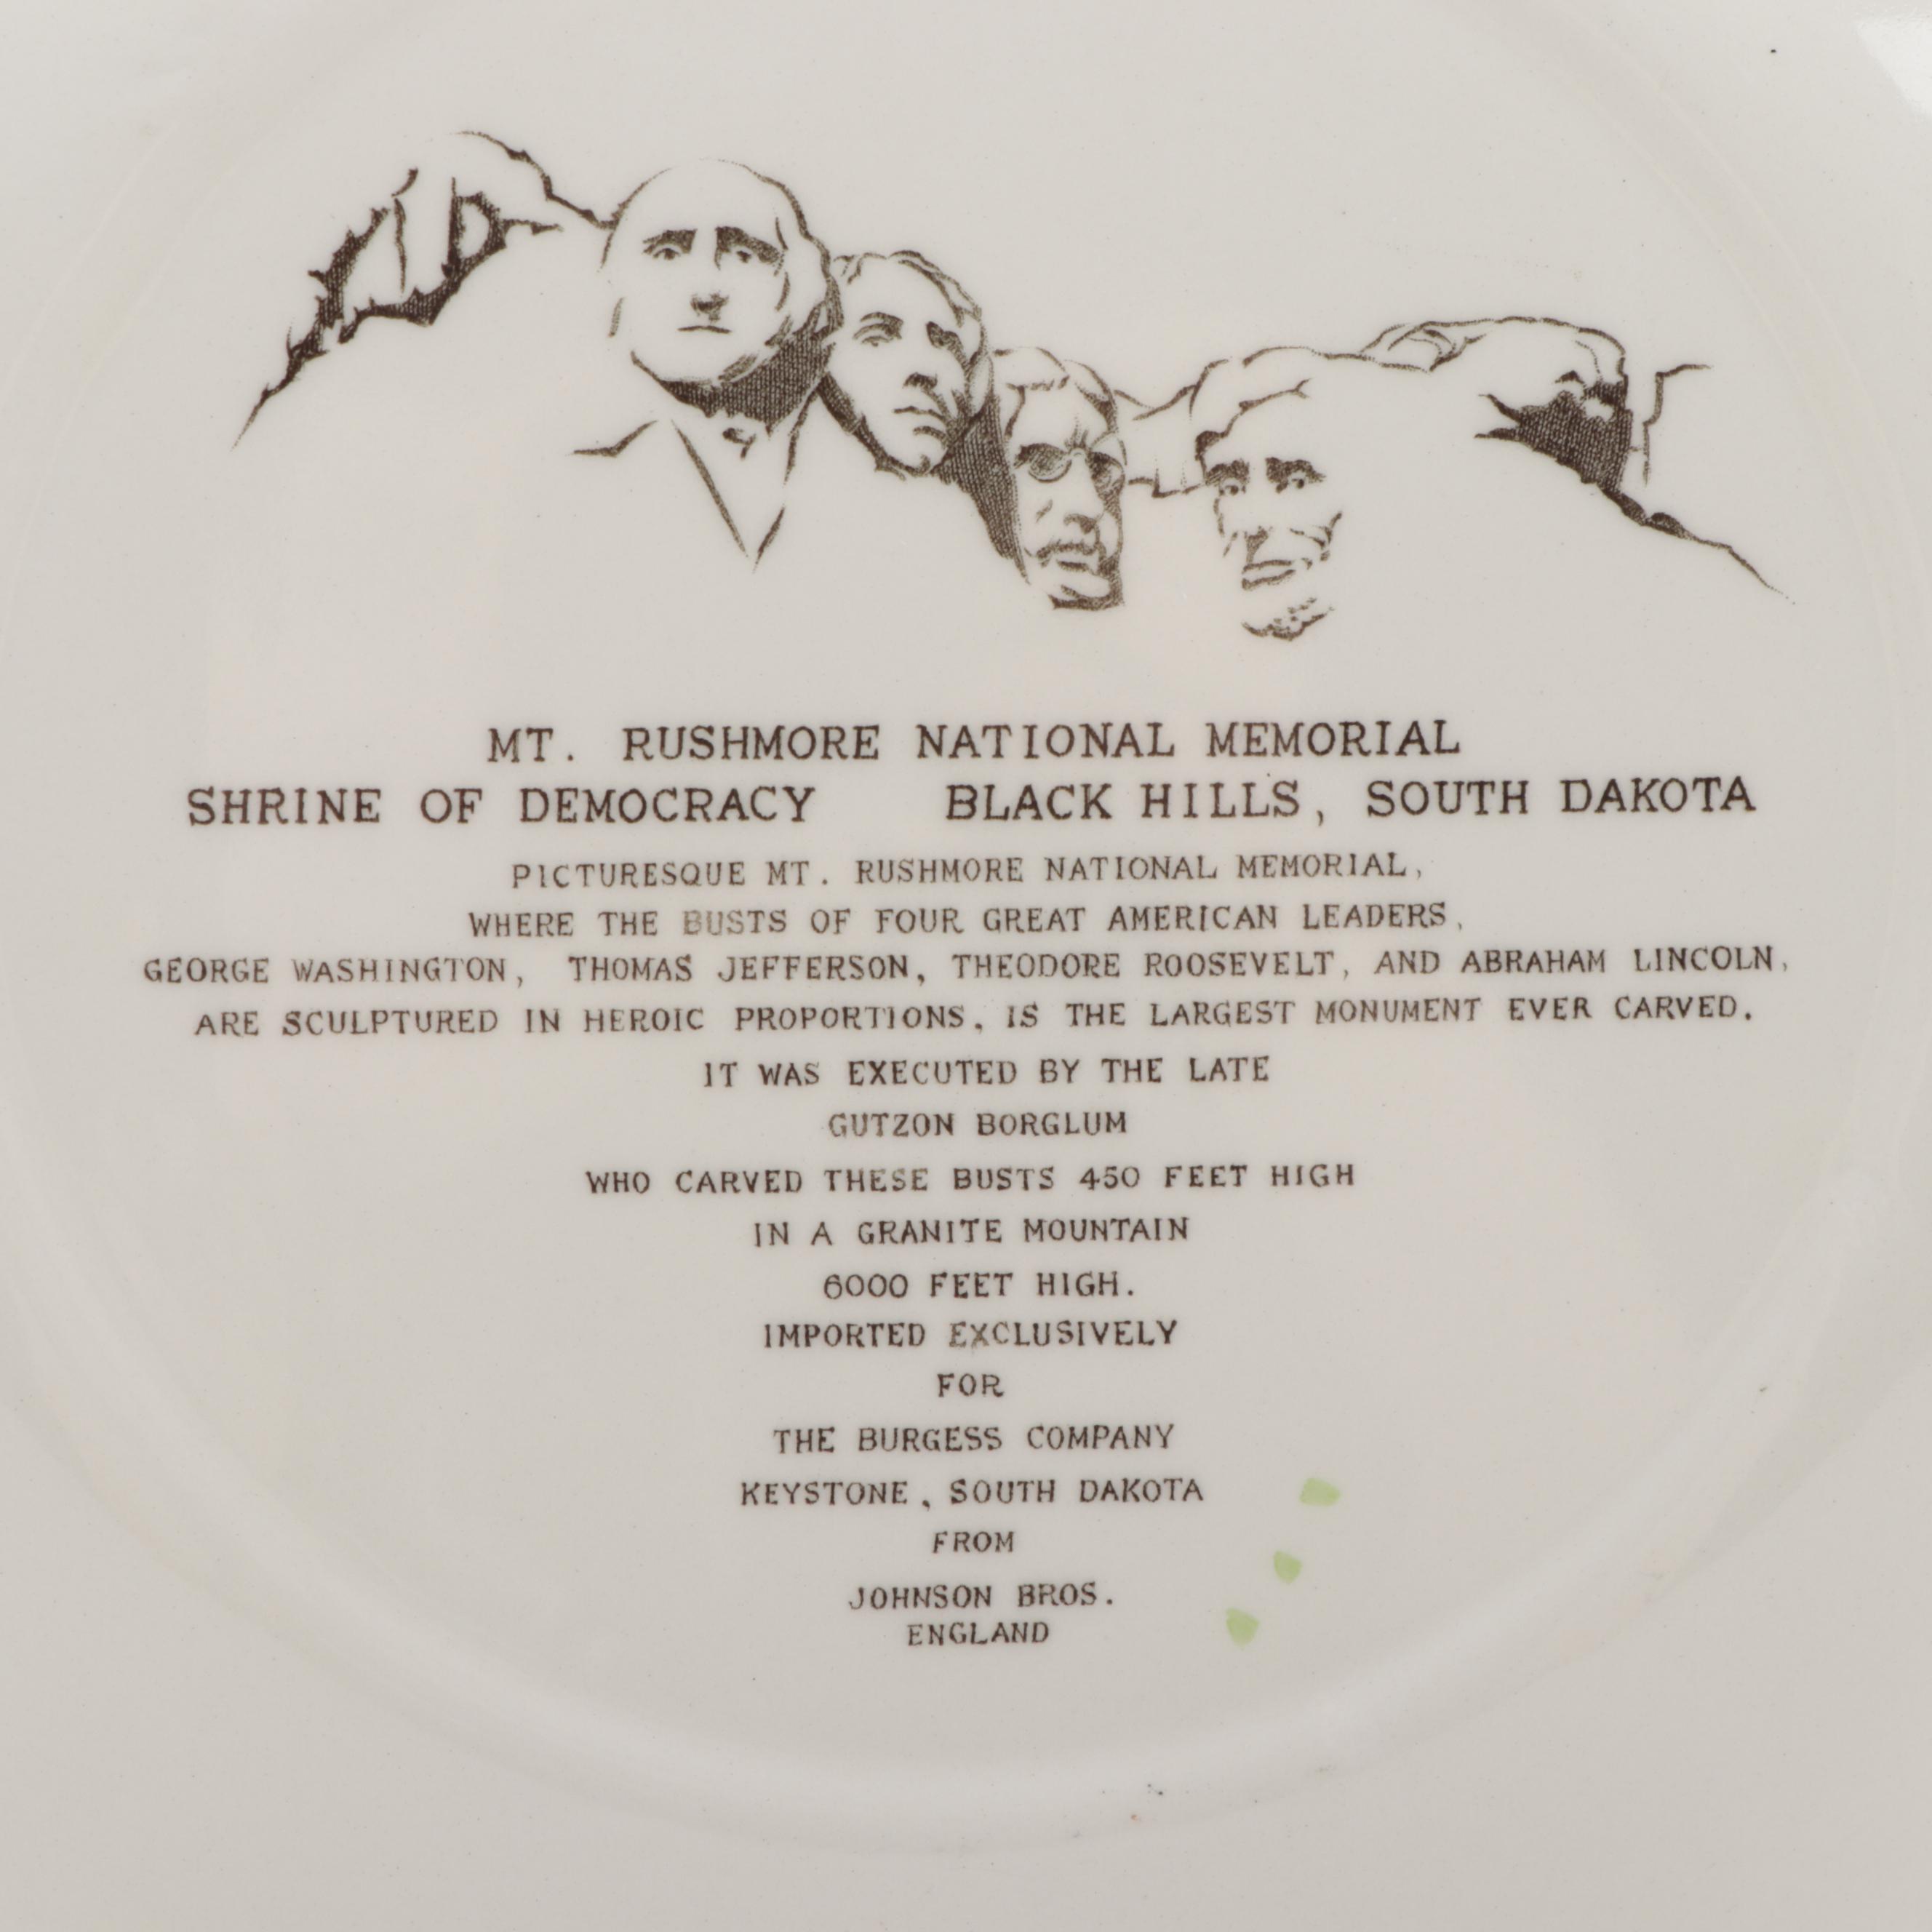 MT. RUSHMORE NATIONAL MEMORIAL
SHRINE OF DEMOCRACY BLACK HILLS, SOUTH DAKOTA
PICTURESQUE MT. RUSHMORE NATIONAL MEMORIAL,
WHERE THE BUSTS OF FOUR GREAT AMERICAN LEADERS,
GEORGE WASHINGTON, THOMAS JEFFERSON, THEODORE ROOSEVELT, AND ABRAHAM LINCOLN,
ARE SCULPTURED IN HEROIC PROPORTIONS, IS THE LARGEST MONUMENT EVER CARVED.
IT WAS EXECUTED BY THE LATE
GUTZON BORGLUM
WHO CARVED THESE BUSTS 450 FEET HIGH
IN A GRANITE MOUNTAIN
6000 FEET HIGH.
IMPORTED EXCLUSIVELY
FOR
THE BURGESS COMPANY
KEYSTONE, SOUTH DAKOTA
FROM
JOHNSON BROS.
ENGLAND